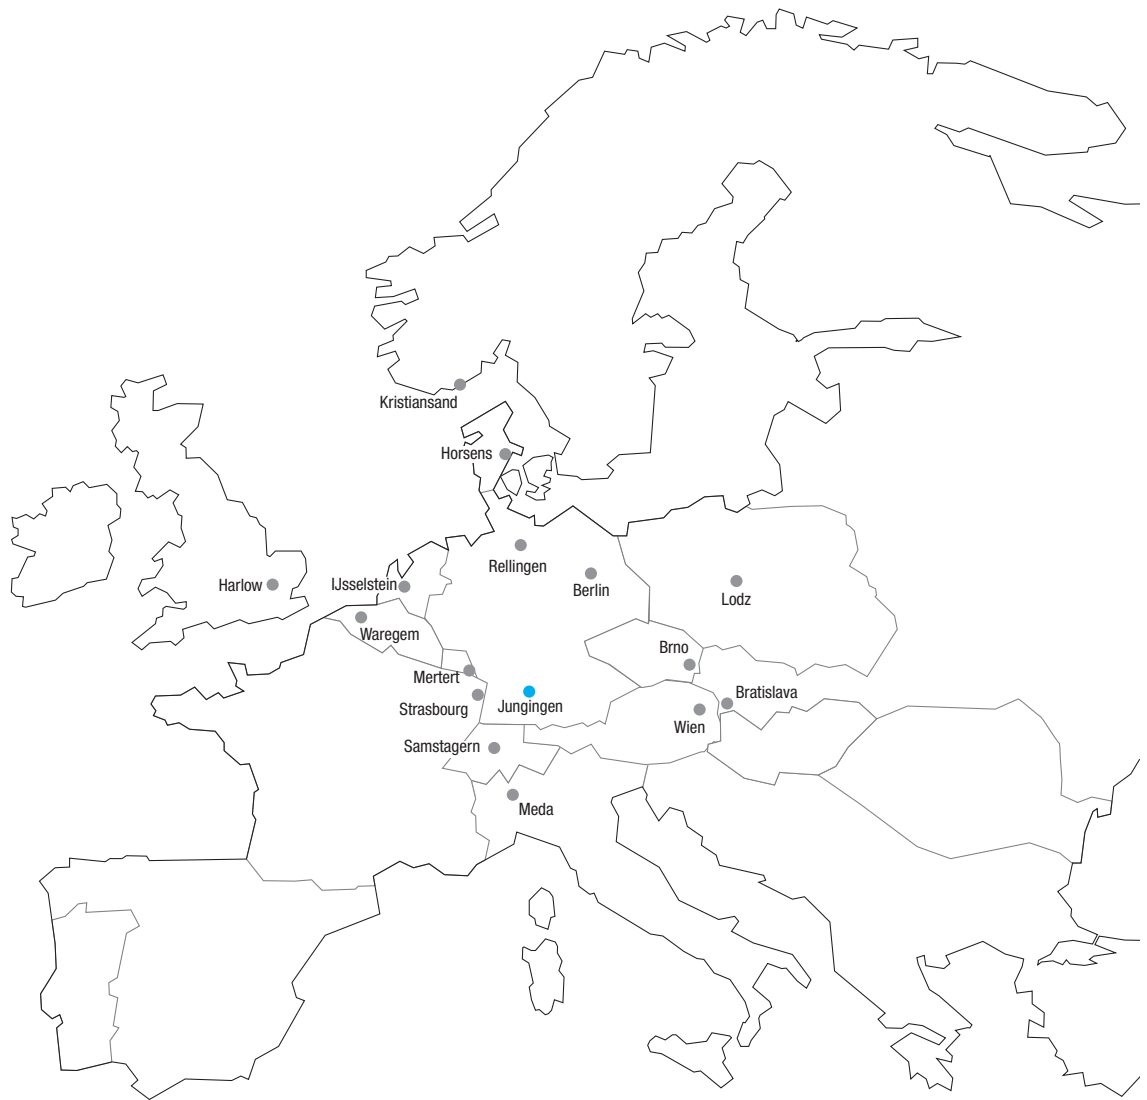 Kristiansand
Horsens
Rellingen
Harlow
IJsselstein
Berlin
Lodz
Waregem
Brno
Mertert
Strasbourg
Jungingen
Bratislava
Wien
Samstagern
Meda